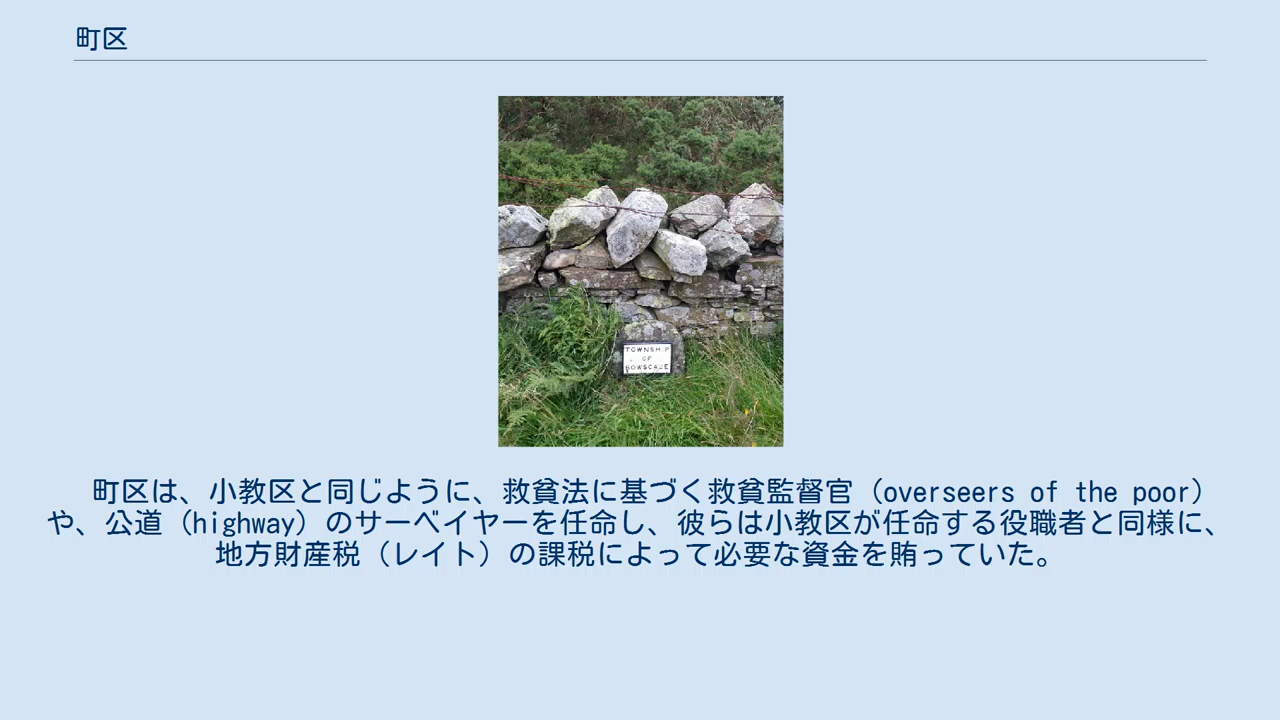 町区
TOWNSHIP
OF
BOWSCALE
町区は、小教区と同じように、救貧法に基づく救貧監督官（overseers of the poor）
や、公道（highway）のサーベイヤーを任命し、彼らは小教区が任命する役職者と同様に、
地方財産税（レイト）の課税によって必要な資金を賄っていた。